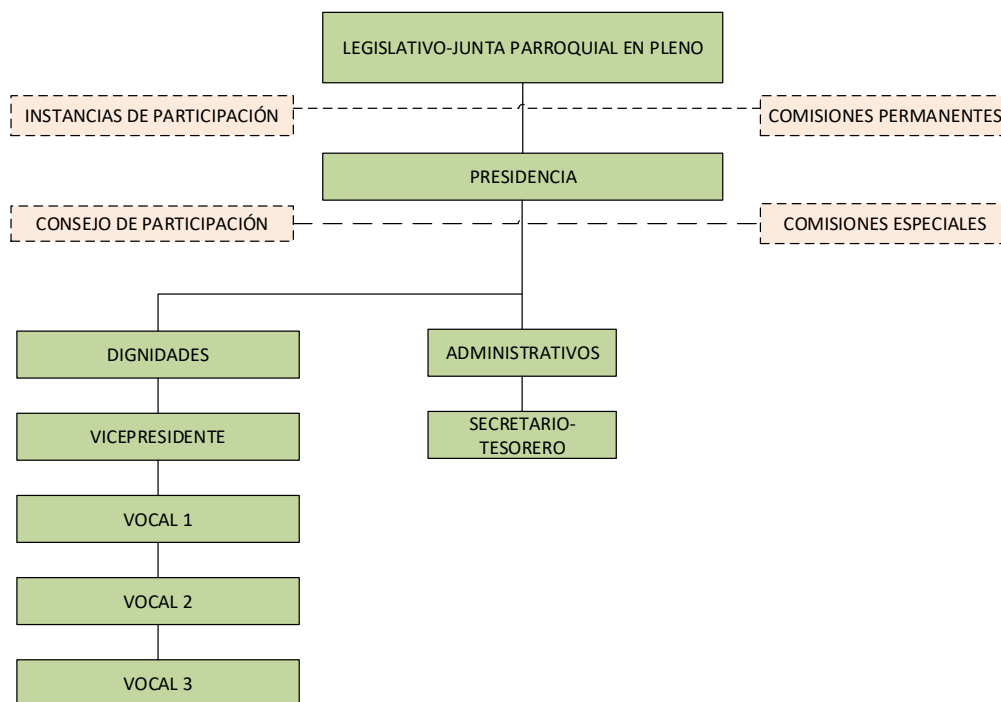 LEGISLATIVO-JUNTA PARROQUIAL EN PLENO
INSTANCIAS DE PARTICIPACIÓN
COMISIONES PERMANENTES
PRESIDENCIA
CONSEJO DE PARTICIPACIÓN
COMISIONES ESPECIALES
DIGNIDADES
ADMINISTRATIVOS
VICEPRESIDENTE
SECRETARIO-
TESORERO
VOCAL 1
VOCAL 2
VOCAL 3